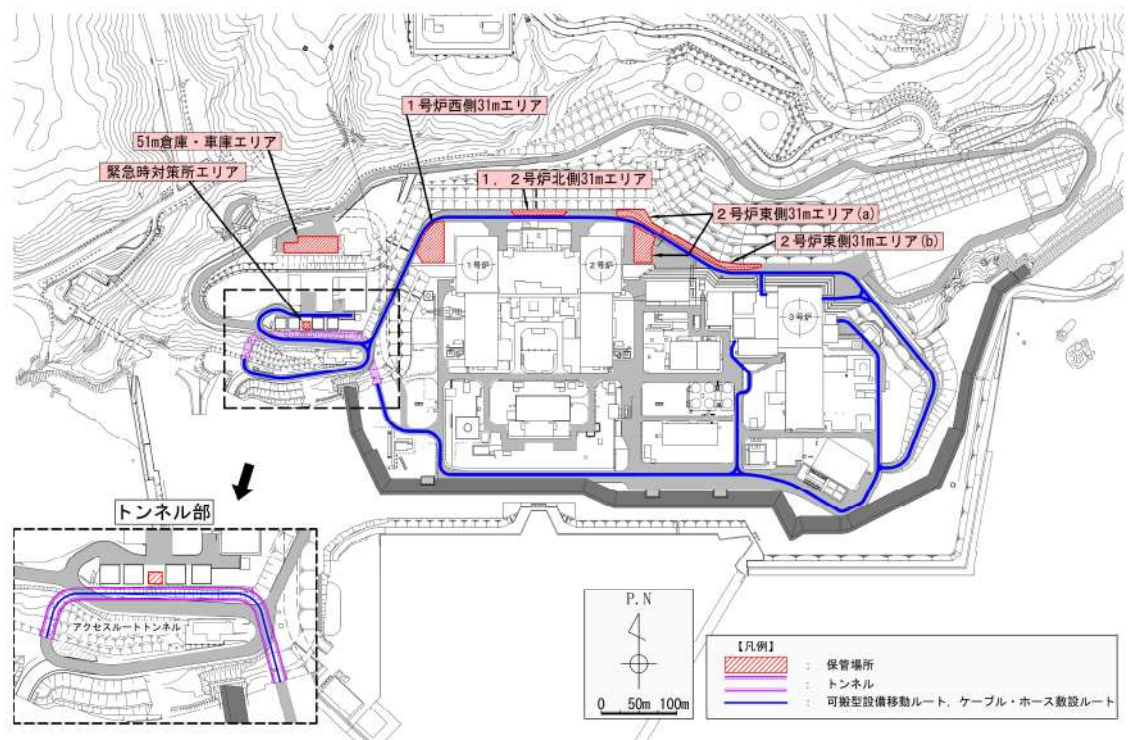 1号炉西側31mエリア
51m倉庫・車庫エリア
緊急時対策所エリア
1，2号炉北側31mエリア
2号炉東側31mエリア(a)
2号炉東側31mエリア(b)
1号炉
2号炉
3号炉
トンネル部
アクセスルートトンネル
P.N
0 50m 100m
【凡例】
： 保管場所
： トンネル
： 可搬型設備移動ルート，ケーブル・ホース敷設ルート